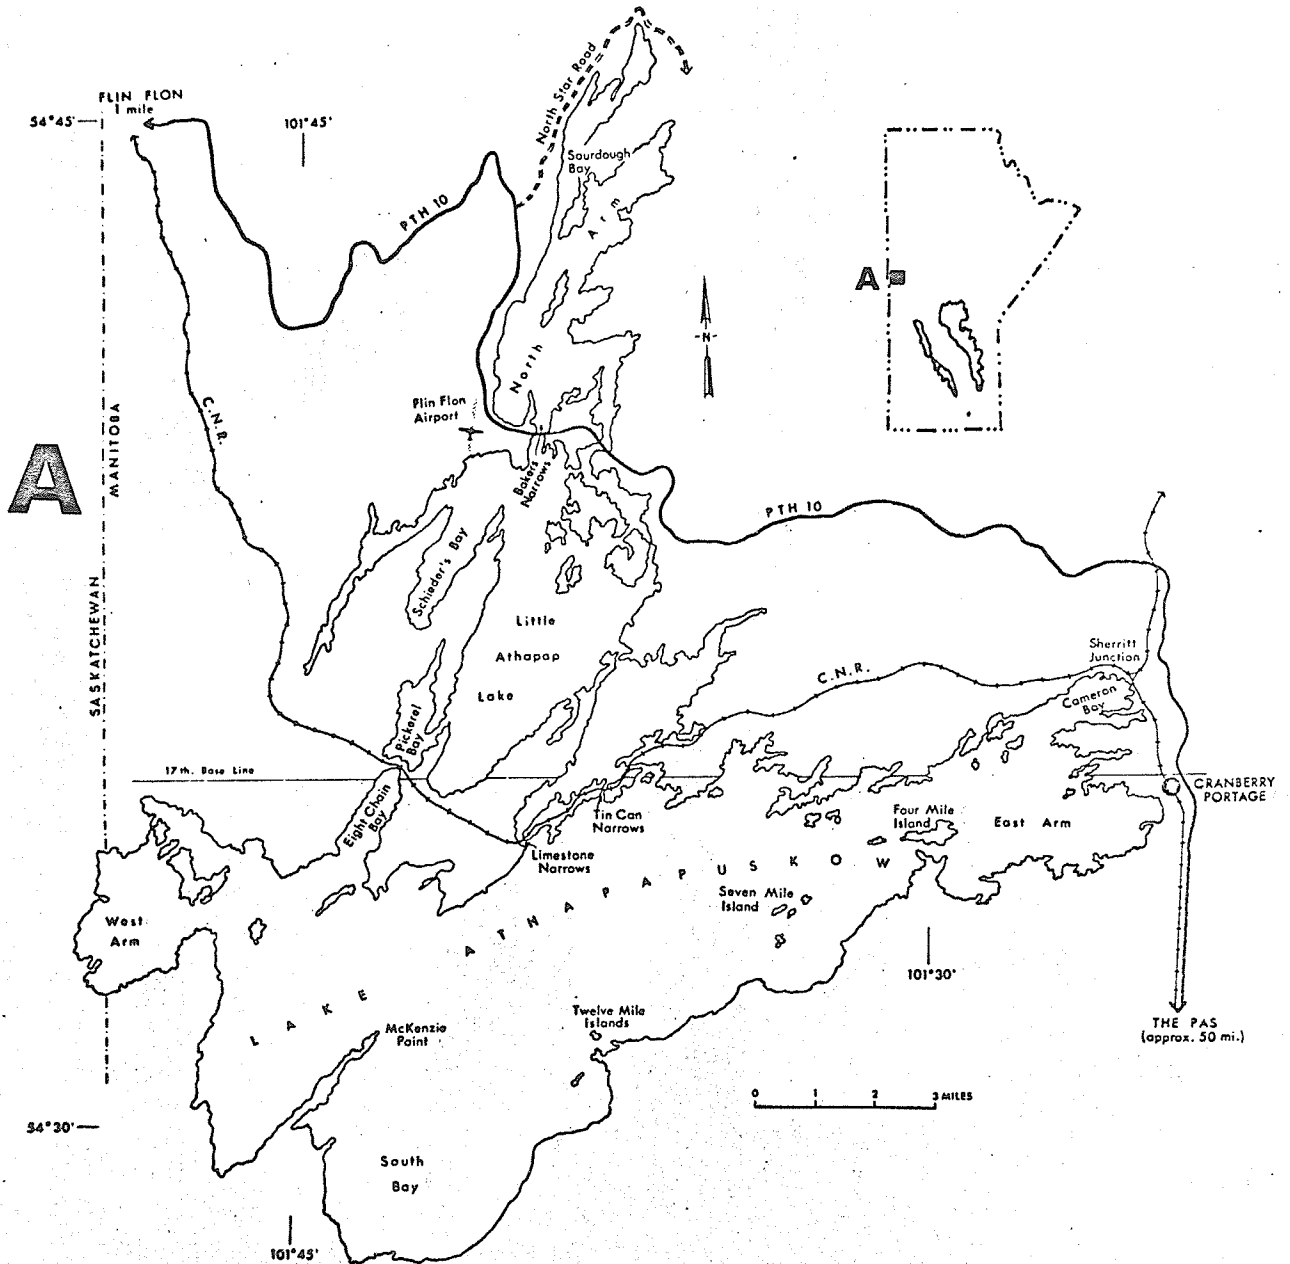 FLIN FLON
1 mile
54°45'
101°45'
North Star Road
Sourdough
Bay
PTH 10
North Arm
A
-N-
Flin Flon
Airport
C.N.R.
MANITOBA
A
SASKATCHEWAN
Bakers
Narrows
PTH 10
Schieder's Bay
Little
Athapap
Lake
Sherritt
Junction
C.N.R.
Cameron
Bay
Pickerel
Bay
17th. Base Line
CRANBERRY
PORTAGE
Eight Chain
Bay
Tin Can
Narrows
Four Mile
Island
East Arm
Limestone
Narrows
LAKE ATHAPAPUSKOW
Seven Mile
Island
West
Arm
101°30'
Twelve Mile
Islands
McKenzie
Point
THE PAS
(approx. 50 mi.)
0 1 2 3 MILES
54°30'
South
Bay
101°45'